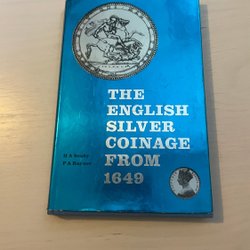 THE
ENGLISH
SILVER
COINAGE
FROM
1649
H A Seaby
P A Rayner